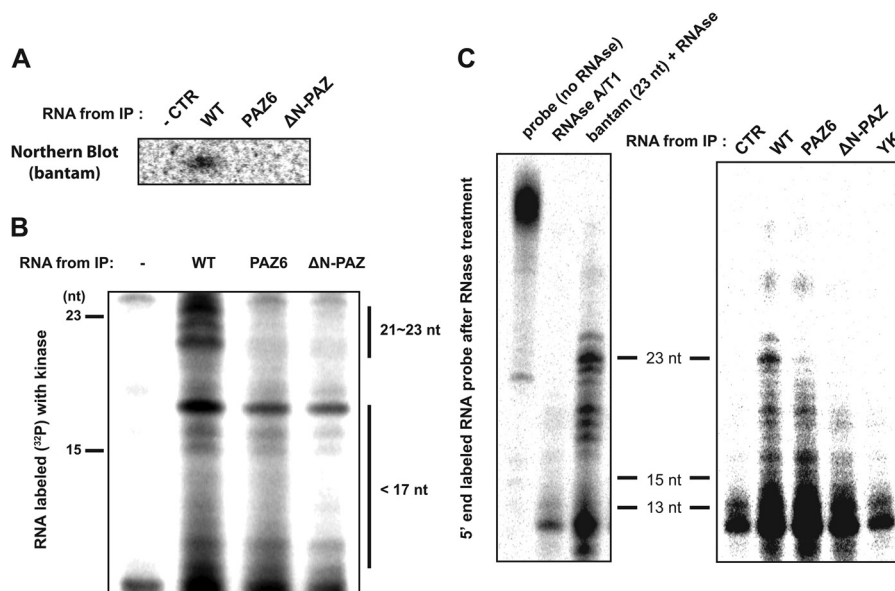 A
RNA from IP :
- CTR
WT
PAZ6
ΔN-PAZ
Northern Blot
(bantam)
B
RNA from IP:
-
WT
PAZ6
ΔN-PAZ
(nt)
23
15
RNA labeled (³²P) with kinase
21~23 nt
< 17 nt
C
probe (no RNAse)
RNAse A/T1
bantam (23 nt) + RNAse
5' end labeled RNA probe after RNase treatment
23 nt
15 nt
13 nt
RNA from IP :
CTR
WT
PAZ6
ΔN-PAZ
YK